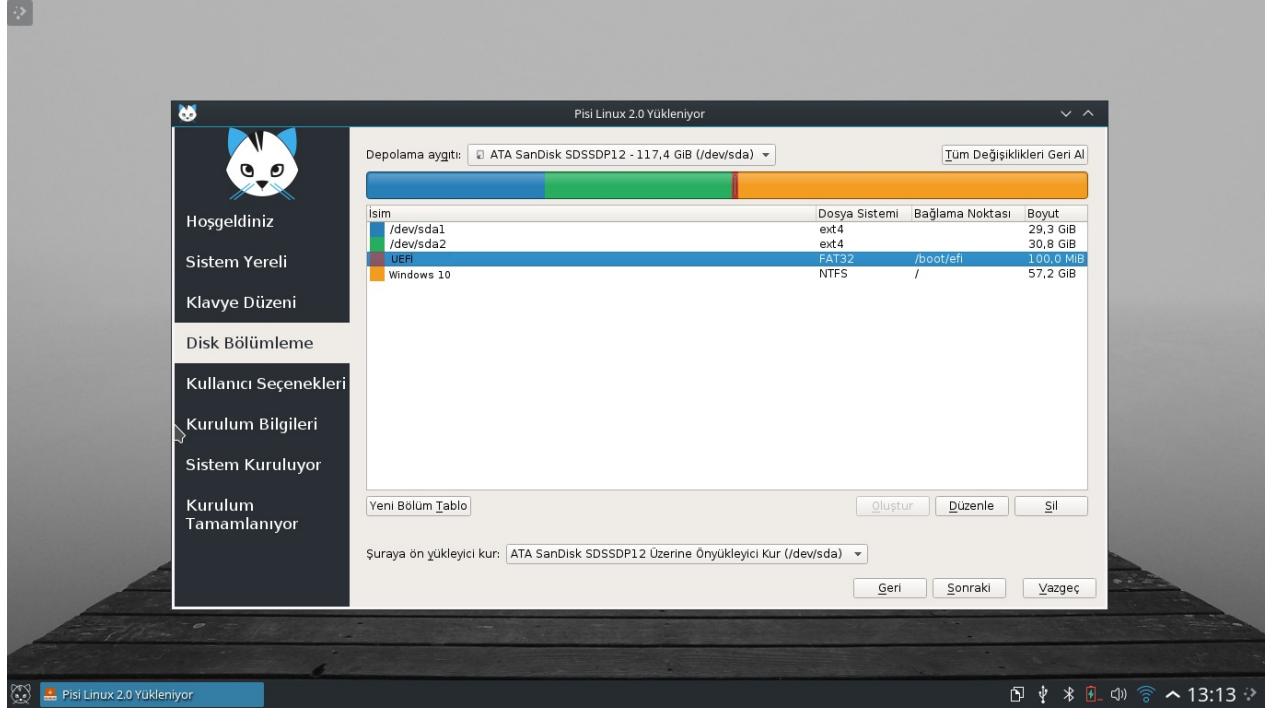 Pisi Linux 2.0 Yükleniyor
Depolama aygıtı: ATA SanDisk SDSSDP12 - 117,4 GiB (/dev/sda)
Tüm Değişiklikleri Geri Al
Hoşgeldiniz
Sistem Yereli
Klavye Düzeni
Disk Bölümleme
Kullanıcı Seçenekleri
Kurulum Bilgileri
Sistem Kuruluyor
Kurulum
Tamamlanıyor
İsim Dosya Sistemi Bağlama Noktası Boyut
/dev/sda1 ext4 29,3 GiB
/dev/sda2 ext4 30,8 GiB
UEFİ FAT32 /boot/efi 100,0 MiB
Windows 10 NTFS / 57,2 GiB
Yeni Bölüm Tablo Oluştur Düzenle Sil
Şuraya ön yükleyici kur: ATA SanDisk SDSSDP12 Üzerine Önyükleyici Kur (/dev/sda)
Geri Sonraki Vazgeç
Pisi Linux 2.0 Yükleniyor 13:13